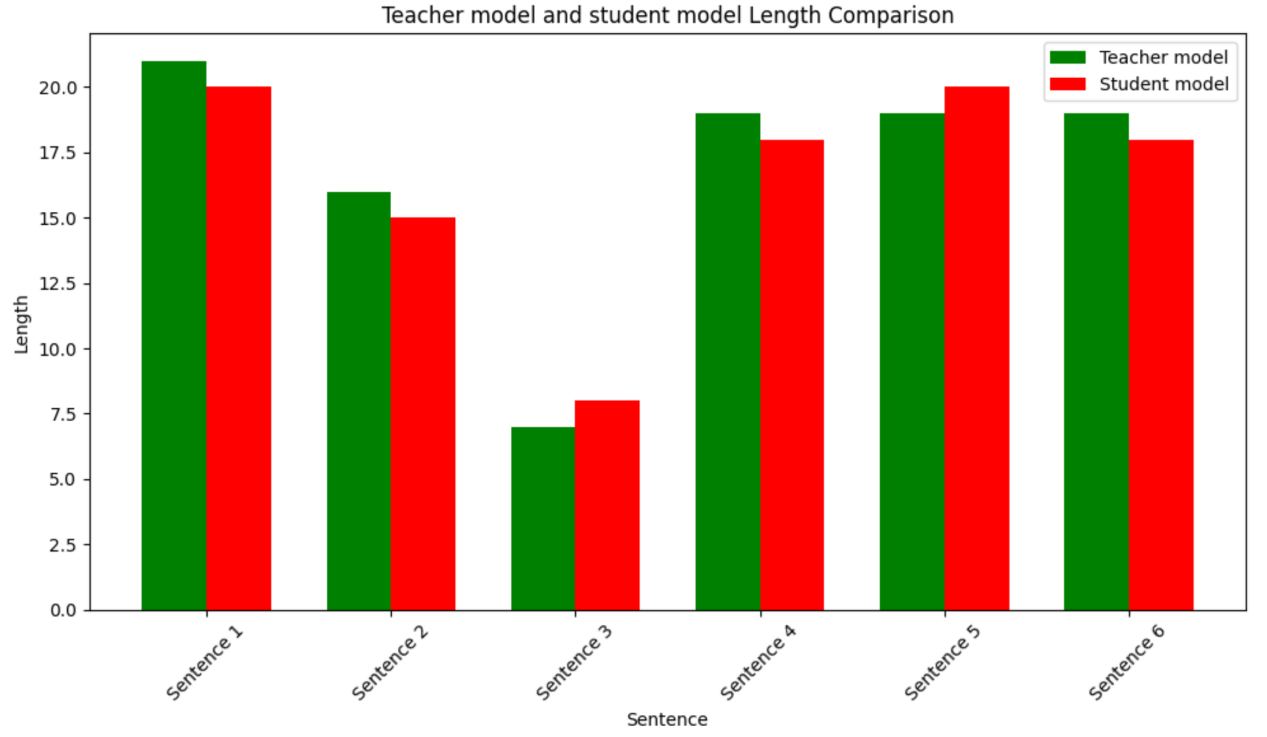 Teacher model and student model Length Comparison
Teacher model
Student model
Length
20.0
17.5
15.0
12.5
10.0
7.5
5.0
2.5
0.0
Sentence 1
Sentence 2
Sentence 3
Sentence 4
Sentence 5
Sentence 6
Sentence